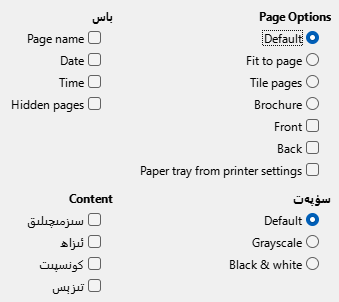 Page Options
Default
Fit to page
Tile pages
Brochure
Front
Back
Paper tray from printer settings
باس
Page name
Date
Time
Hidden pages
سۈپەت
Default
Grayscale
Black & white
Content
سىزمىچىلىق
ئىزاھ
كونسپېت
تىزىس